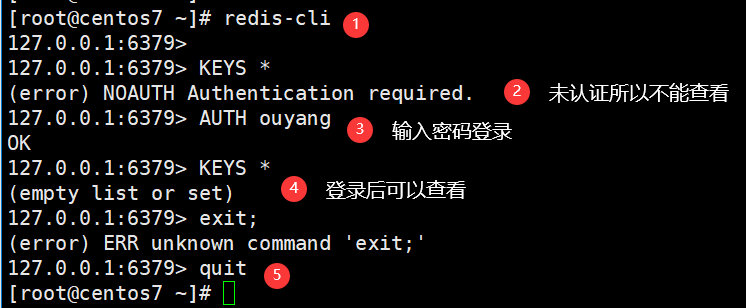 [root@centos7 ~]# redis-cli 1
127.0.0.1:6379>
127.0.0.1:6379> KEYS *
(error) NOAUTH Authentication required. 2 未认证所以不能查看
127.0.0.1:6379> AUTH ouyang 3 输入密码登录
OK
127.0.0.1:6379> KEYS *
(empty list or set) 4 登录后可以查看
127.0.0.1:6379> exit;
(error) ERR unknown command 'exit;'
127.0.0.1:6379> quit 5
[root@centos7 ~]#